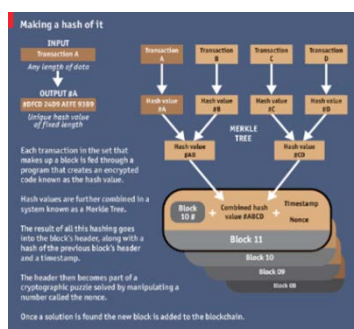 Making a hash of it
INPUT
Transaction A
Any length of data
OUTPUT #A
#DFCD 24D9 AEFE 93B9
Unique hash value
of fixed length
Each transaction in the set that
makes up a block is fed through a
program that creates an encrypted
code known as the hash value.
Hash values are further combined in a
system known as a Merkle Tree.
The result of all this hashing goes
into the block's header, along with a
hash of the previous block's header
and a timestamp.
The header then becomes part of a
cryptographic puzzle solved by manipulating a
number called the nonce.
Once a solution is found the new block is added to the blockchain.
Transaction
A
Transaction
B
Transaction
C
Transaction
D
Hash value
#A
Hash value
#B
Hash value
#C
Hash value
#D
MERKLE
TREE
Hash value
#AB
Hash value
#CD
Block
10 #
+
Combined hash
value #ABCD
+
Timestamp
+
Nonce
Block 11
Block 10
Block 09
Block 08